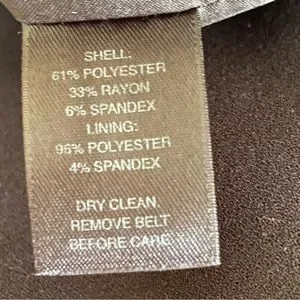 SHELL:
61% POLYESTER
33% RAYON
6% SPANDEX
LINING:
96% POLYESTER
4% SPANDEX
DRY CLEAN.
REMOVE BELT
BEFORE CARE